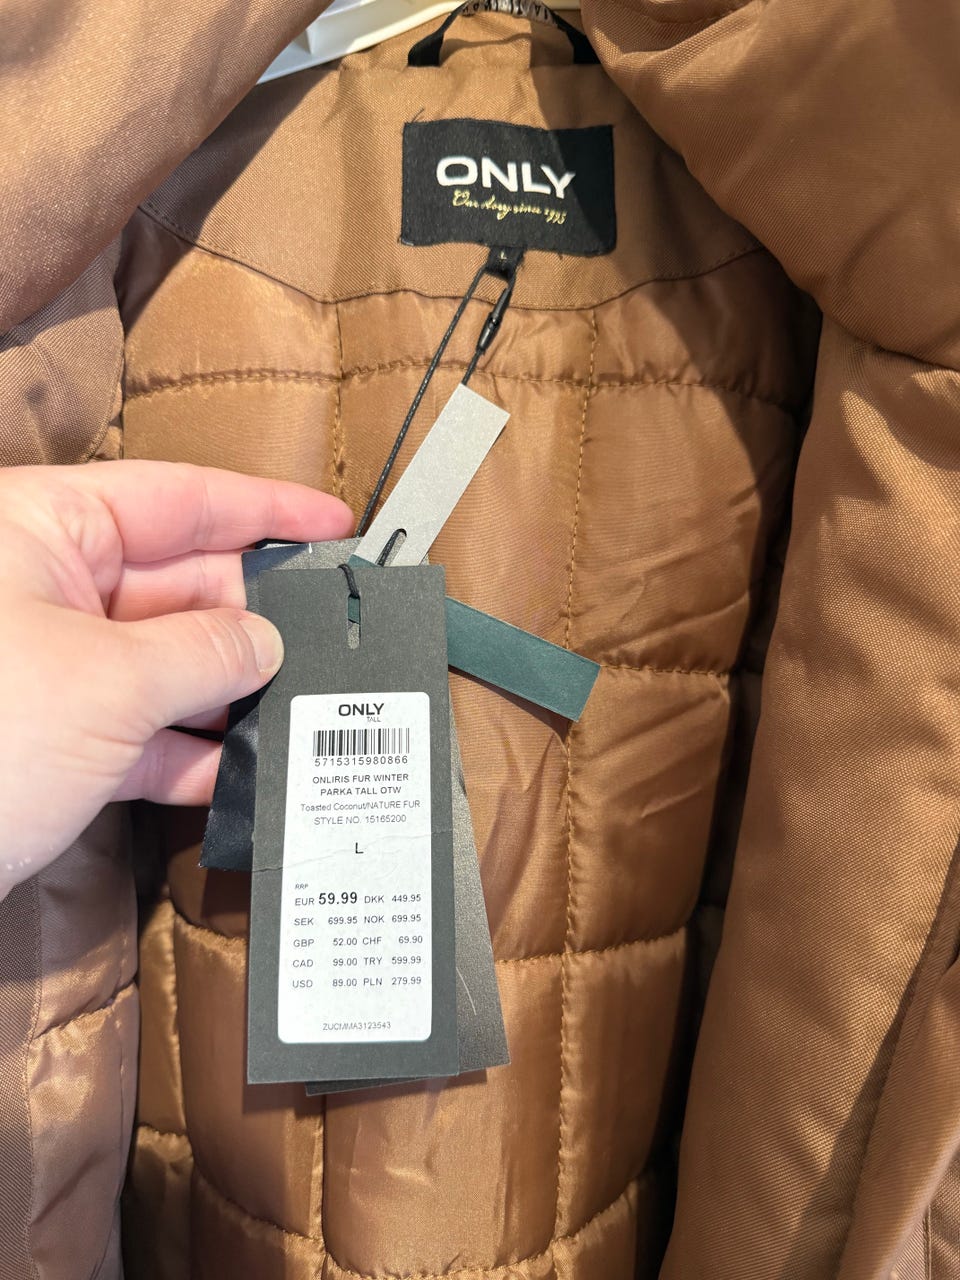 ONLY
Our story since 1995
L
ONLY
TALL
5715315980866
ONLIRIS FUR WINTER
PARKA TALL OTW
Toasted Coconut/NATURE FUR
STYLE NO. 15165200
L
RRP
EUR 59.99 DKK 449.95
SEK 699.95 NOK 699.95
GBP 52.00 CHF 69.90
CAD 99.00 TRY 599.99
USD 89.00 PLN 279.99
ZUCMMA3123543